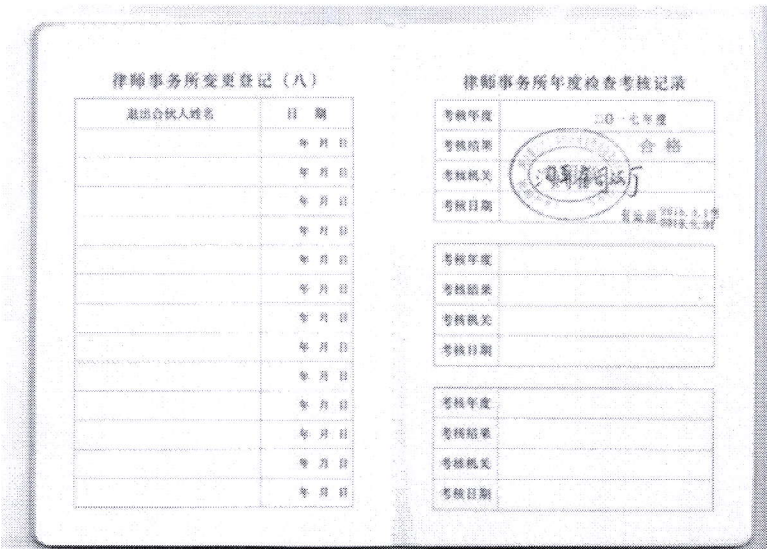 律师事务所变更登记（八）
退出合伙人姓名 日 期
年 月 日
年 月 日
年 月 日
年 月 日
年 月 日
年 月 日
年 月 日
年 月 日
年 月 日
年 月 日
年 月 日
年 月 日
年 月 日
律师事务所年度检查考核记录
考核年度 二0一七年度
考核结果 合格
考核机关 司法厅
考核日期
考核年度
考核结果
考核机关
考核日期
考核年度
考核结果
考核机关
考核日期